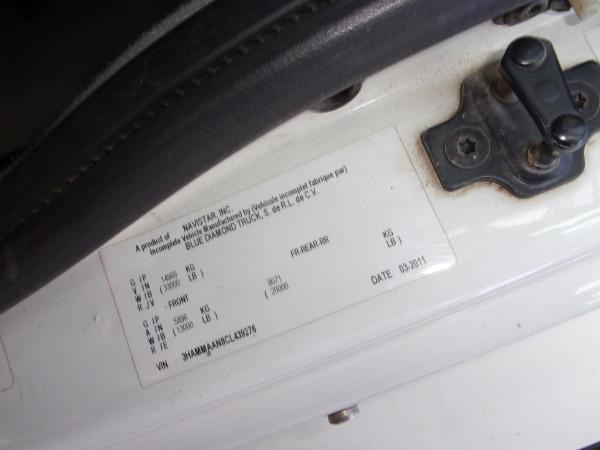 A product of NAVISTAR, INC.
Incomplete Vehicle Manufactured by (Vehicule incomplet fabrique par)
BLUE DIAMOND TRUCK, S. de R.L. de C.V.
G I P
V I N 14969 KG
W I B ( 33000 LB )
R I V FRONT FR-REAR-RR
G I P
A I N 5896 KG 9071 KG
W I B ( 13000 LB ) ( 20000 LB )
R I E DATE 03-2011
VIN 3HAMMAAN8CL439276